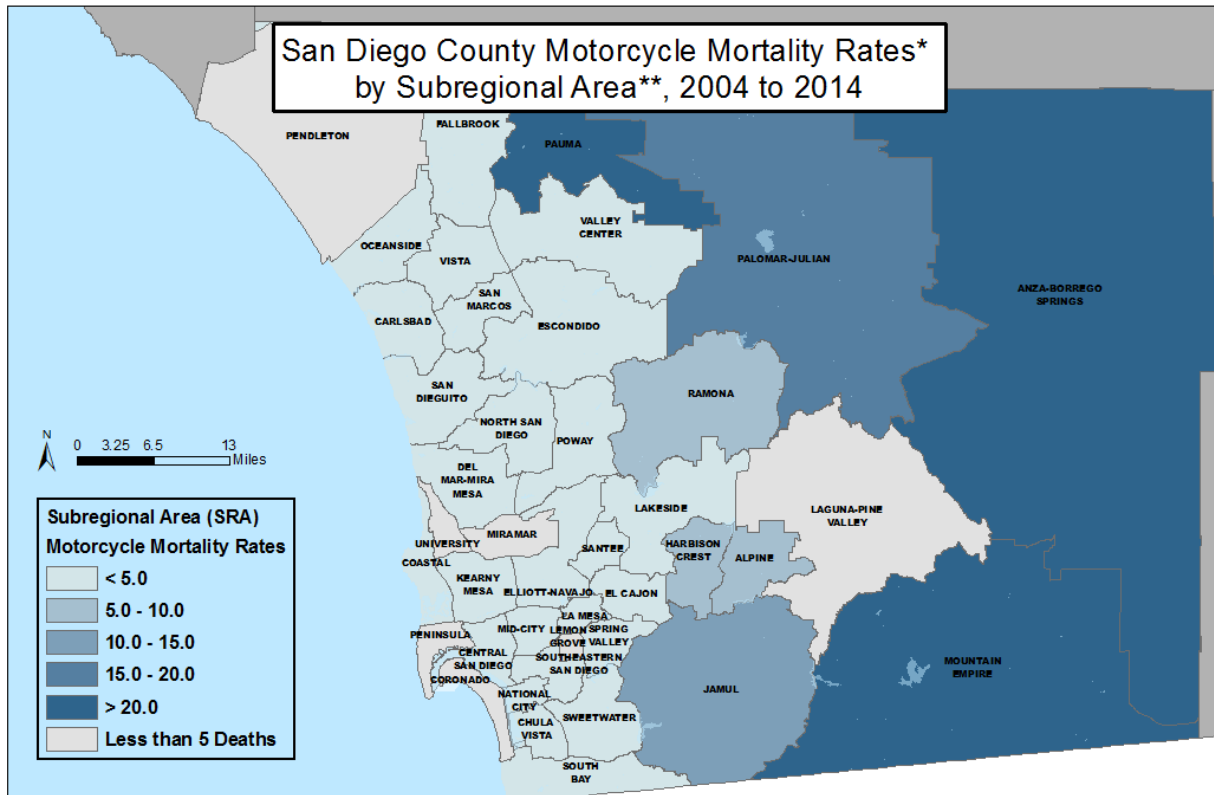 San Diego County Motorcycle Mortality Rates*
by Subregional Area**, 2004 to 2014
PENDLETON
FALLBROOK
PAUMA
VALLEY
CENTER
OCEANSIDE
VISTA
PALOMAR-JULIAN
ANZA-BORREGO
SPRINGS
SAN
MARCOS
CARLSBAD
ESCONDIDO
SAN
DIEGUITO
RAMONA
NORTH SAN
DIEGO
POWAY
N
0 3.25 6.5 13
Miles
DEL
MAR-MIRA
MESA
LAKESIDE
LAGUNA-PINE
VALLEY
MIRAMAR
UNIVERSITY
SANTEE
HARBISON
CREST
ALPINE
COASTAL
KEARNY
MESA
ELLIOTT-NAVAJO
EL CAJON
LA MESA
PENINSULA
MID-CITY
LEMON
GROVE
SPRING
VALLEY
CENTRAL
SAN DIEGO
SOUTHEASTERN
SAN DIEGO
CORONADO
NATIONAL
CITY
CHULA
VISTA
SWEETWATER
JAMUL
MOUNTAIN
EMPIRE
SOUTH
BAY
Subregional Area (SRA)
Motorcycle Mortality Rates
< 5.0
5.0 - 10.0
10.0 - 15.0
15.0 - 20.0
> 20.0
Less than 5 Deaths